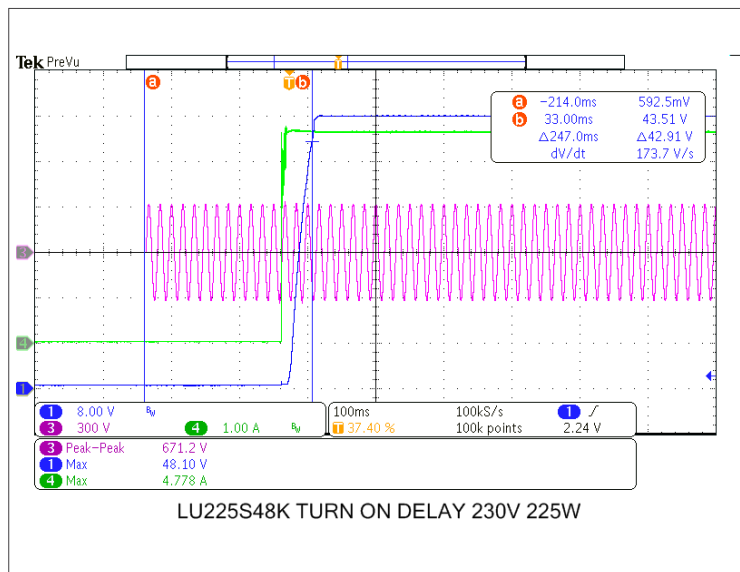 Tek PreVu
T
a
T b
a -214.0ms 592.5mV
b 33.00ms 43.51 V
Δ247.0ms Δ42.91 V
dV/dt 173.7 V/s
3
4
1
1 8.00 V BW 100ms 100kS/s 1
3 300 V 4 1.00 A BW T 37.40 % 100k points 2.24 V
3 Peak-Peak 671.2 V
1 Max 48.10 V
4 Max 4.778 A
LU225S48K TURN ON DELAY 230V 225W